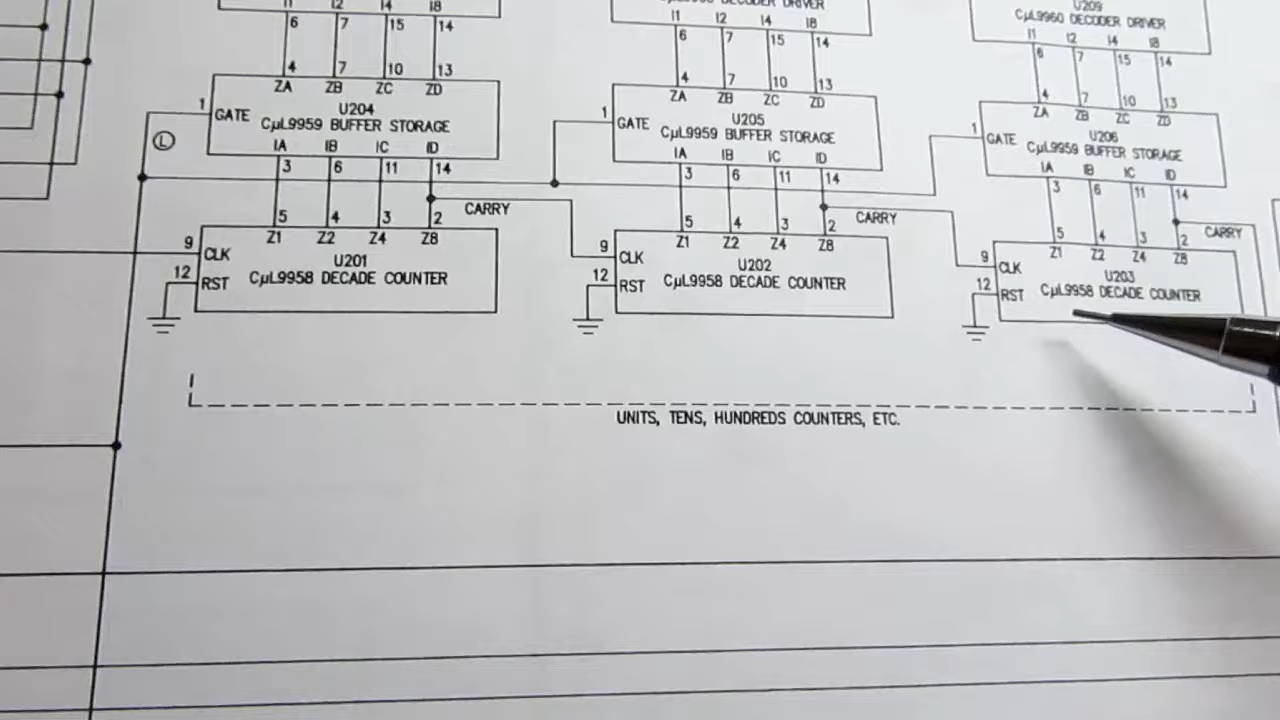 I1 I2 I4 I8
6 7 15 14
4 7 10 13
ZA ZB ZC ZD
1 GATE
U204
CµL9959 BUFFER STORAGE
IA IB IC ID
3 6 11 14
L
CARRY
5 4 3 2
Z1 Z2 Z4 Z8
9 CLK
U201
12 RST
CµL9958 DECADE COUNTER
DECODER DRIVER
I1 I2 I4 I8
6 7 15 14
4 7 10 13
ZA ZB ZC ZD
1 GATE
U205
CµL9959 BUFFER STORAGE
IA IB IC ID
3 6 11 14
CARRY
5 4 3 2
Z1 Z2 Z4 Z8
9 CLK
U202
12 RST
CµL9958 DECADE COUNTER
U209
CµL9960 DECODER DRIVER
I1 I2 I4 I8
6 7 15 14
4 7 10 13
ZA ZB ZC ZD
1 GATE
U206
CµL9959 BUFFER STORAGE
IA IB IC ID
3 6 11 14
CARRY
5 4 3 2
Z1 Z2 Z4 Z8
9 CLK
U203
12 RST
CµL9958 DECADE COUNTER
UNITS, TENS, HUNDREDS COUNTERS, ETC.